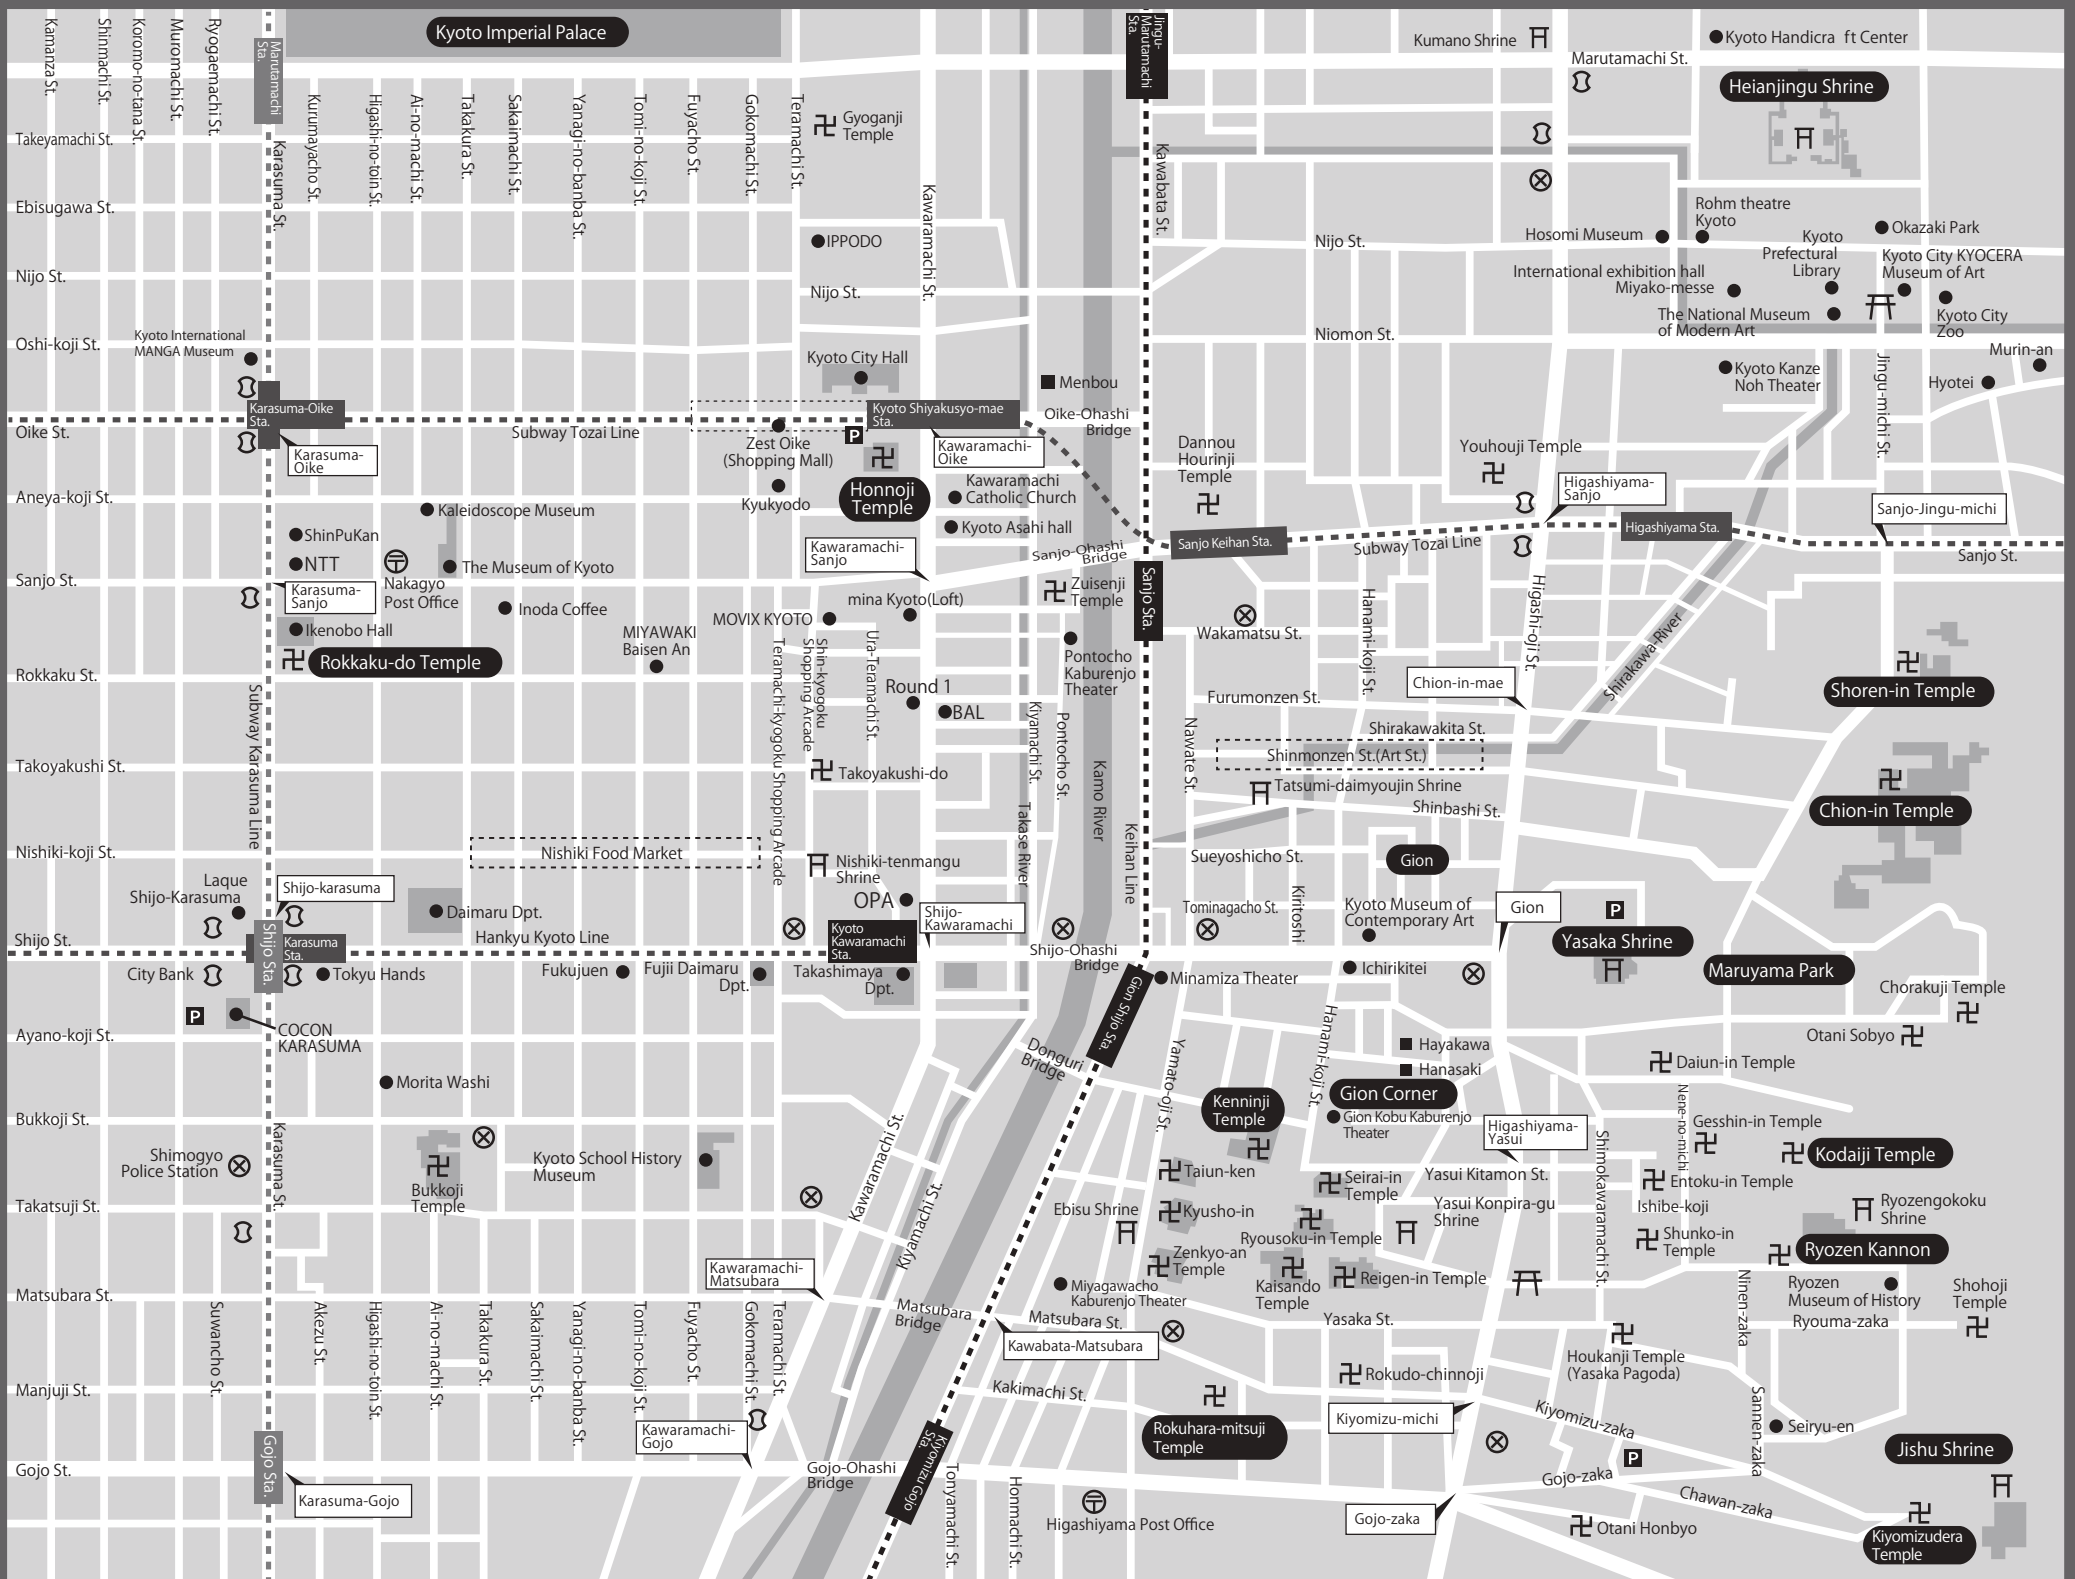 Kyoto Imperial Palace
Kamanza St.
Shinmachi St.
Koromo-no-tana St.
Muromachi St.
Ryogaemachi St.
Marutamachi
Sta.
Jingu-
Marutamachi
Sta.
Kumano Shrine
Kyoto Handicra ft Center
Marutamachi St.
Heianjingu Shrine
Kurumayacho St.
Higashi-no-toin St.
Ai-no-machi St.
Takakura St.
Sakaimachi St.
Yanagi-no-banba St.
Tomi-no-koji St.
Fuyacho St.
Gokomachi St.
Teramachi St.
Gyoganji
Temple
Takeyamachi St.
Karasuma St.
Kawabata St.
Kawaramachi St.
Ebisugawa St.
Rohm theatre
Kyoto
Hosomi Museum
Okazaki Park
Kyoto
Prefectural
Library
Kyoto City KYOCERA
Museum of Art
IPPODO
Nijo St.
Nijo St.
Nijo St.
International exhibition hall
Miyako-messe
The National Museum
of Modern Art
Kyoto City
Zoo
Niomon St.
Oshi-koji St.
Kyoto International
MANGA Museum
Kyoto City Hall
Menbou
Kyoto Kanze
Noh Theater
Murin-an
Hyotei
Jingu-michi St.
Karasuma-Oike
Sta.
Kyoto Shiyakusyo-mae
Sta.
Oike-Ohashi
Bridge
Oike St.
Subway Tozai Line
Karasuma-
Oike
Zest Oike
(Shopping Mall)
P
Kawaramachi-
Oike
Dannou
Hourinji
Temple
Youhouji Temple
Higashiyama-
Sanjo
Sanjo-Jingu-michi
Aneya-koji St.
Kaleidoscope Museum
Kyukyodo
Honnoji
Temple
Kawaramachi
Catholic Church
Kyoto Asahi hall
ShinPuKan
NTT
Nakagyo
Post Office
The Museum of Kyoto
Kawaramachi-
Sanjo
Sanjo-Ohashi
Bridge
Sanjo Keihan Sta.
Subway Tozai Line
Higashiyama Sta.
Sanjo St.
Sanjo St.
Karasuma-
Sanjo
Inoda Coffee
MOVIX KYOTO
mina Kyoto(Loft)
Zuisenji
Temple
Sanjo Sta.
Wakamatsu St.
Hanami-koji St.
Higashi-oji St.
Shirakawa-River
Ikenobo Hall
Rokkaku-do Temple
MIYAWAKI
Baisen An
Rokkaku St.
Teramachi-kyogoku Shopping Arcade
Shin-kyogoku
Shopping Arcade
Ura-Teramachi St.
Round 1
BAL
Pontocho
Kaburenjo
Theater
Chion-in-mae
Furumonzen St.
Shoren-in Temple
Subway Karasuma Line
Kiyamachi St.
Pontocho St.
Kamo River
Nawate St.
Shirakawakita St.
Shinmonzen St.(Art St.)
Takoyakushi St.
Takoyakushi-do
Tatsumi-daimyoujin Shrine
Shinbashi St.
Chion-in Temple
Takase River
Keihan Line
Nishiki-koji St.
Nishiki Food Market
Nishiki-tenmangu
Shrine
Sueyoshicho St.
Gion
Laque
Shijo-Karasuma
Shijo-karasuma
Daimaru Dpt.
OPA
Shijo-
Kawaramachi
Tominagacho St.
Kiritoshi
Kyoto Museum of
Contemporary Art
Gion
P
Yasaka Shrine
Maruyama Park
Shijo St.
Shijo Sta.
Karasuma
Sta.
Hankyu Kyoto Line
Kyoto
Kawaramachi
Sta.
Shijo-Ohashi
Bridge
City Bank
Tokyu Hands
Fukujuen
Fujii Daimaru
Dpt.
Takashimaya
Dpt.
Gion Shijo Sta.
Minamiza Theater
Ichirikitei
Chorakuji Temple
P
COCON
KARASUMA
Ayano-koji St.
Otani Sobyo
Donguri
Bridge
Yamato-oji St.
Hanami-koji St.
Hayakawa
Hanasaki
Daiun-in Temple
Morita Washi
Kenninji
Temple
Gion Corner
Gion Kobu Kaburenjo
Theater
Nene-no-michi
Bukkoji St.
Higashiyama-
Yasui
Gesshin-in Temple
Kodaiji Temple
Shimogyo
Police Station
Karasuma St.
Bukkoji
Temple
Kyoto School History
Museum
Kawaramachi St.
Kiyamachi St.
Taiun-ken
Seirai-in
Temple
Yasui Kitamon St.
Shimokawaramachi St.
Entoku-in Temple
Takatsuji St.
Ebisu Shrine
Kyusho-in
Yasui Konpira-gu
Shrine
Ishibe-koji
Ryozengokoku
Shrine
Ryousoku-in Temple
Shunko-in
Temple
Ryozen Kannon
Kawaramachi-
Matsubara
Zenkyo-an
Temple
Kaisando
Temple
Reigen-in Temple
Matsubara St.
Miyagawacho
Kaburenjo Theater
Ninen-zaka
Ryozen
Museum of History
Shohoji
Temple
Suwancho St.
Akezu St.
Higashi-no-toin St.
Ai-no-machi St.
Takakura St.
Sakaimachi St.
Yanagi-no-banba St.
Tomi-no-koji St.
Fuyacho St.
Gokomachi St.
Teramachi St.
Matsubara
Bridge
Matsubara St.
Yasaka St.
Ryouma-zaka
Kawabata-Matsubara
Houkanji Temple
(Yasaka Pagoda)
Manjuji St.
Kakimachi St.
Rokudo-chinnoji
Sannen-zaka
Kawaramachi-
Gojo
Kiyomizu Gojo
Sta.
Rokuhara-mitsuji
Temple
Kiyomizu-michi
Kiyomizu-zaka
Seiryu-en
Jishu Shrine
Gojo St.
Gojo Sta.
Gojo-Ohashi
Bridge
Tonyamachi St.
Honmachi St.
P
Gojo-zaka
Chawan-zaka
Karasuma-Gojo
Higashiyama Post Office
Gojo-zaka
Otani Honbyo
Kiyomizudera
Temple